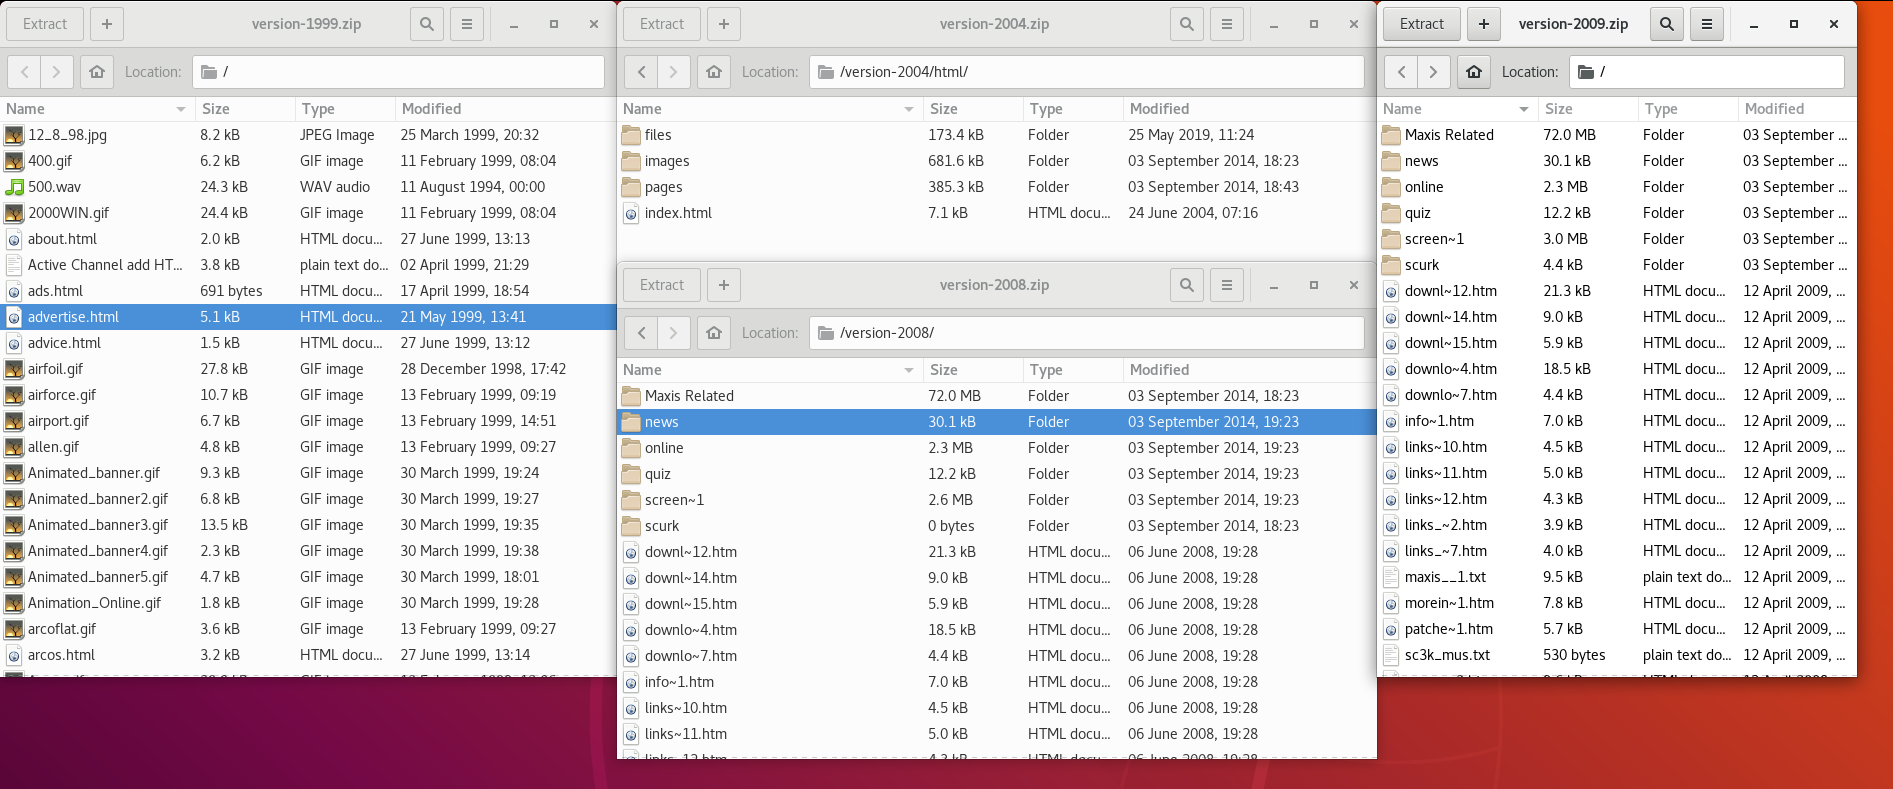 Extract
version-1999.zip
Location: /
Name Size Type Modified
12_8_98.jpg 8.2 kB JPEG Image 25 March 1999, 20:32
400.gif 6.2 kB GIF image 11 February 1999, 08:04
500.wav 24.3 kB WAV audio 11 August 1994, 00:00
2000WIN.gif 24.4 kB GIF image 11 February 1999, 08:04
about.html 2.0 kB HTML docu... 27 June 1999, 13:13
Active Channel add HT... 3.8 kB plain text do... 02 April 1999, 21:29
ads.html 691 bytes HTML docu... 17 April 1999, 18:54
advertise.html 5.1 kB HTML docu... 21 May 1999, 13:41
advice.html 1.5 kB HTML docu... 27 June 1999, 13:12
airfoil.gif 27.8 kB GIF image 28 December 1998, 17:42
airforce.gif 10.7 kB GIF image 13 February 1999, 09:19
airport.gif 6.7 kB GIF image 13 February 1999, 14:51
allen.gif 4.8 kB GIF image 13 February 1999, 09:27
Animated_banner.gif 9.3 kB GIF image 30 March 1999, 19:24
Animated_banner2.gif 6.8 kB GIF image 30 March 1999, 19:27
Animated_banner3.gif 13.5 kB GIF image 30 March 1999, 19:35
Animated_banner4.gif 2.3 kB GIF image 30 March 1999, 19:38
Animated_banner5.gif 4.7 kB GIF image 30 March 1999, 18:01
Animation_Online.gif 1.8 kB GIF image 30 March 1999, 19:28
arcoflat.gif 3.6 kB GIF image 13 February 1999, 09:27
arcos.html 3.2 kB HTML docu... 27 June 1999, 13:14
Extract
version-2004.zip
Location: /version-2004/html/
Name Size Type Modified
files 173.4 kB Folder 25 May 2019, 11:24
images 681.6 kB Folder 03 September 2014, 18:23
pages 385.3 kB Folder 03 September 2014, 18:43
index.html 7.1 kB HTML docu... 24 June 2004, 07:16
Extract
version-2008.zip
Location: /version-2008/
Name Size Type Modified
Maxis Related 72.0 MB Folder 03 September 2014, 18:23
news 30.1 kB Folder 03 September 2014, 19:23
online 2.3 MB Folder 03 September 2014, 19:23
quiz 12.2 kB Folder 03 September 2014, 19:23
screen~1 2.6 MB Folder 03 September 2014, 19:23
scurk 0 bytes Folder 03 September 2014, 18:23
downl~12.htm 21.3 kB HTML docu... 06 June 2008, 19:28
downl~14.htm 9.0 kB HTML docu... 06 June 2008, 19:28
downl~15.htm 5.9 kB HTML docu... 06 June 2008, 19:28
downlo~4.htm 18.5 kB HTML docu... 06 June 2008, 19:28
downlo~7.htm 4.4 kB HTML docu... 06 June 2008, 19:28
info~1.htm 7.0 kB HTML docu... 06 June 2008, 19:28
links~10.htm 4.5 kB HTML docu... 06 June 2008, 19:28
links~11.htm 5.0 kB HTML docu... 06 June 2008, 19:28
links~12.htm 4.3 kB HTML docu... 06 June 2008, 19:28
Extract
version-2009.zip
Location: /
Name Size Type Modified
Maxis Related 72.0 MB Folder 03 September ...
news 30.1 kB Folder 03 September ...
online 2.3 MB Folder 03 September ...
quiz 12.2 kB Folder 03 September ...
screen~1 3.0 MB Folder 03 September ...
scurk 4.4 kB Folder 03 September ...
downl~12.htm 21.3 kB HTML docu... 12 April 2009, ...
downl~14.htm 9.0 kB HTML docu... 12 April 2009, ...
downl~15.htm 5.9 kB HTML docu... 12 April 2009, ...
downlo~4.htm 18.5 kB HTML docu... 12 April 2009, ...
downlo~7.htm 4.4 kB HTML docu... 12 April 2009, ...
info~1.htm 7.0 kB HTML docu... 12 April 2009, ...
links~10.htm 4.5 kB HTML docu... 12 April 2009, ...
links~11.htm 5.0 kB HTML docu... 12 April 2009, ...
links~12.htm 4.3 kB HTML docu... 12 April 2009, ...
links_~2.htm 3.9 kB HTML docu... 12 April 2009, ...
links_~7.htm 4.0 kB HTML docu... 12 April 2009, ...
maxis__1.txt 9.5 kB plain text do... 12 April 2009, ...
morein~1.htm 7.8 kB HTML docu... 12 April 2009, ...
patche~1.htm 5.7 kB HTML docu... 12 April 2009, ...
sc3k_mus.txt 530 bytes plain text do... 12 April 2009, ...